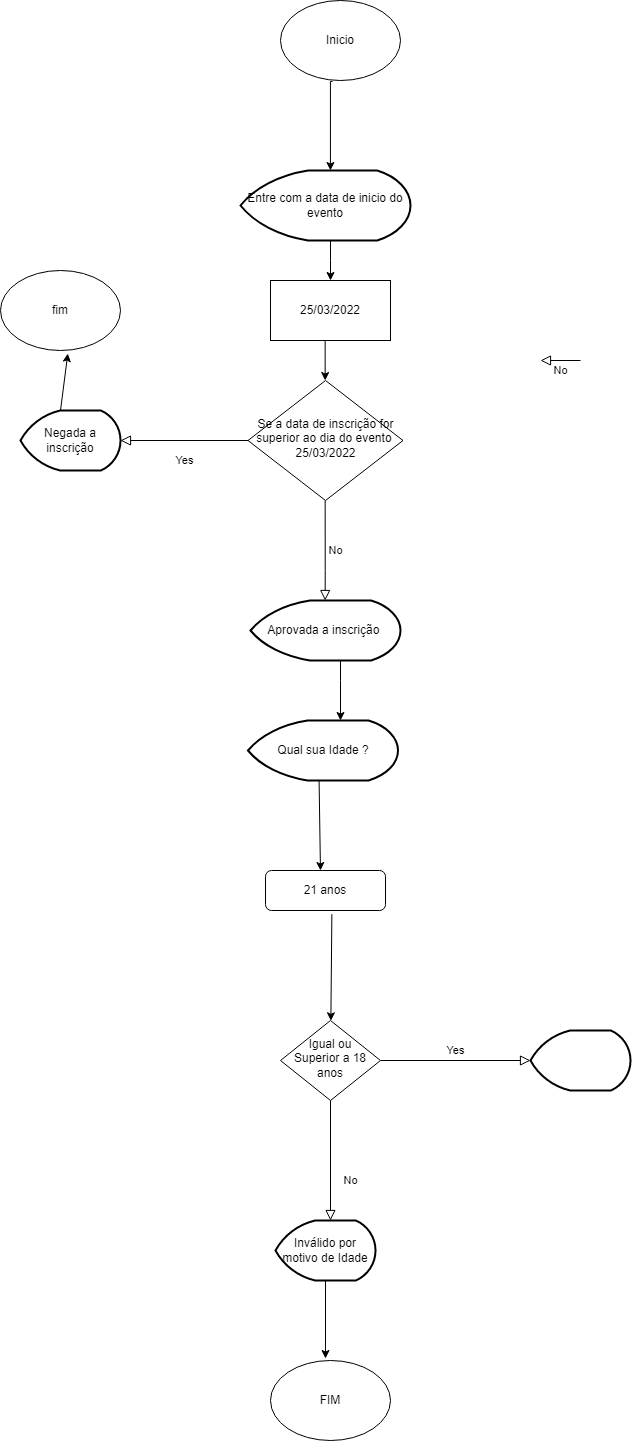 Inicio
Entre com a data de inicio do
evento
25/03/2022
fim
No
Se a data de inscrição for
superior ao dia do evento
25/03/2022
Negada a
inscrição
Yes
No
Aprovada a inscrição
Qual sua Idade ?
21 anos
Igual ou
Superior a 18
anos
Yes
No
Inválido por
motivo de Idade
FIM